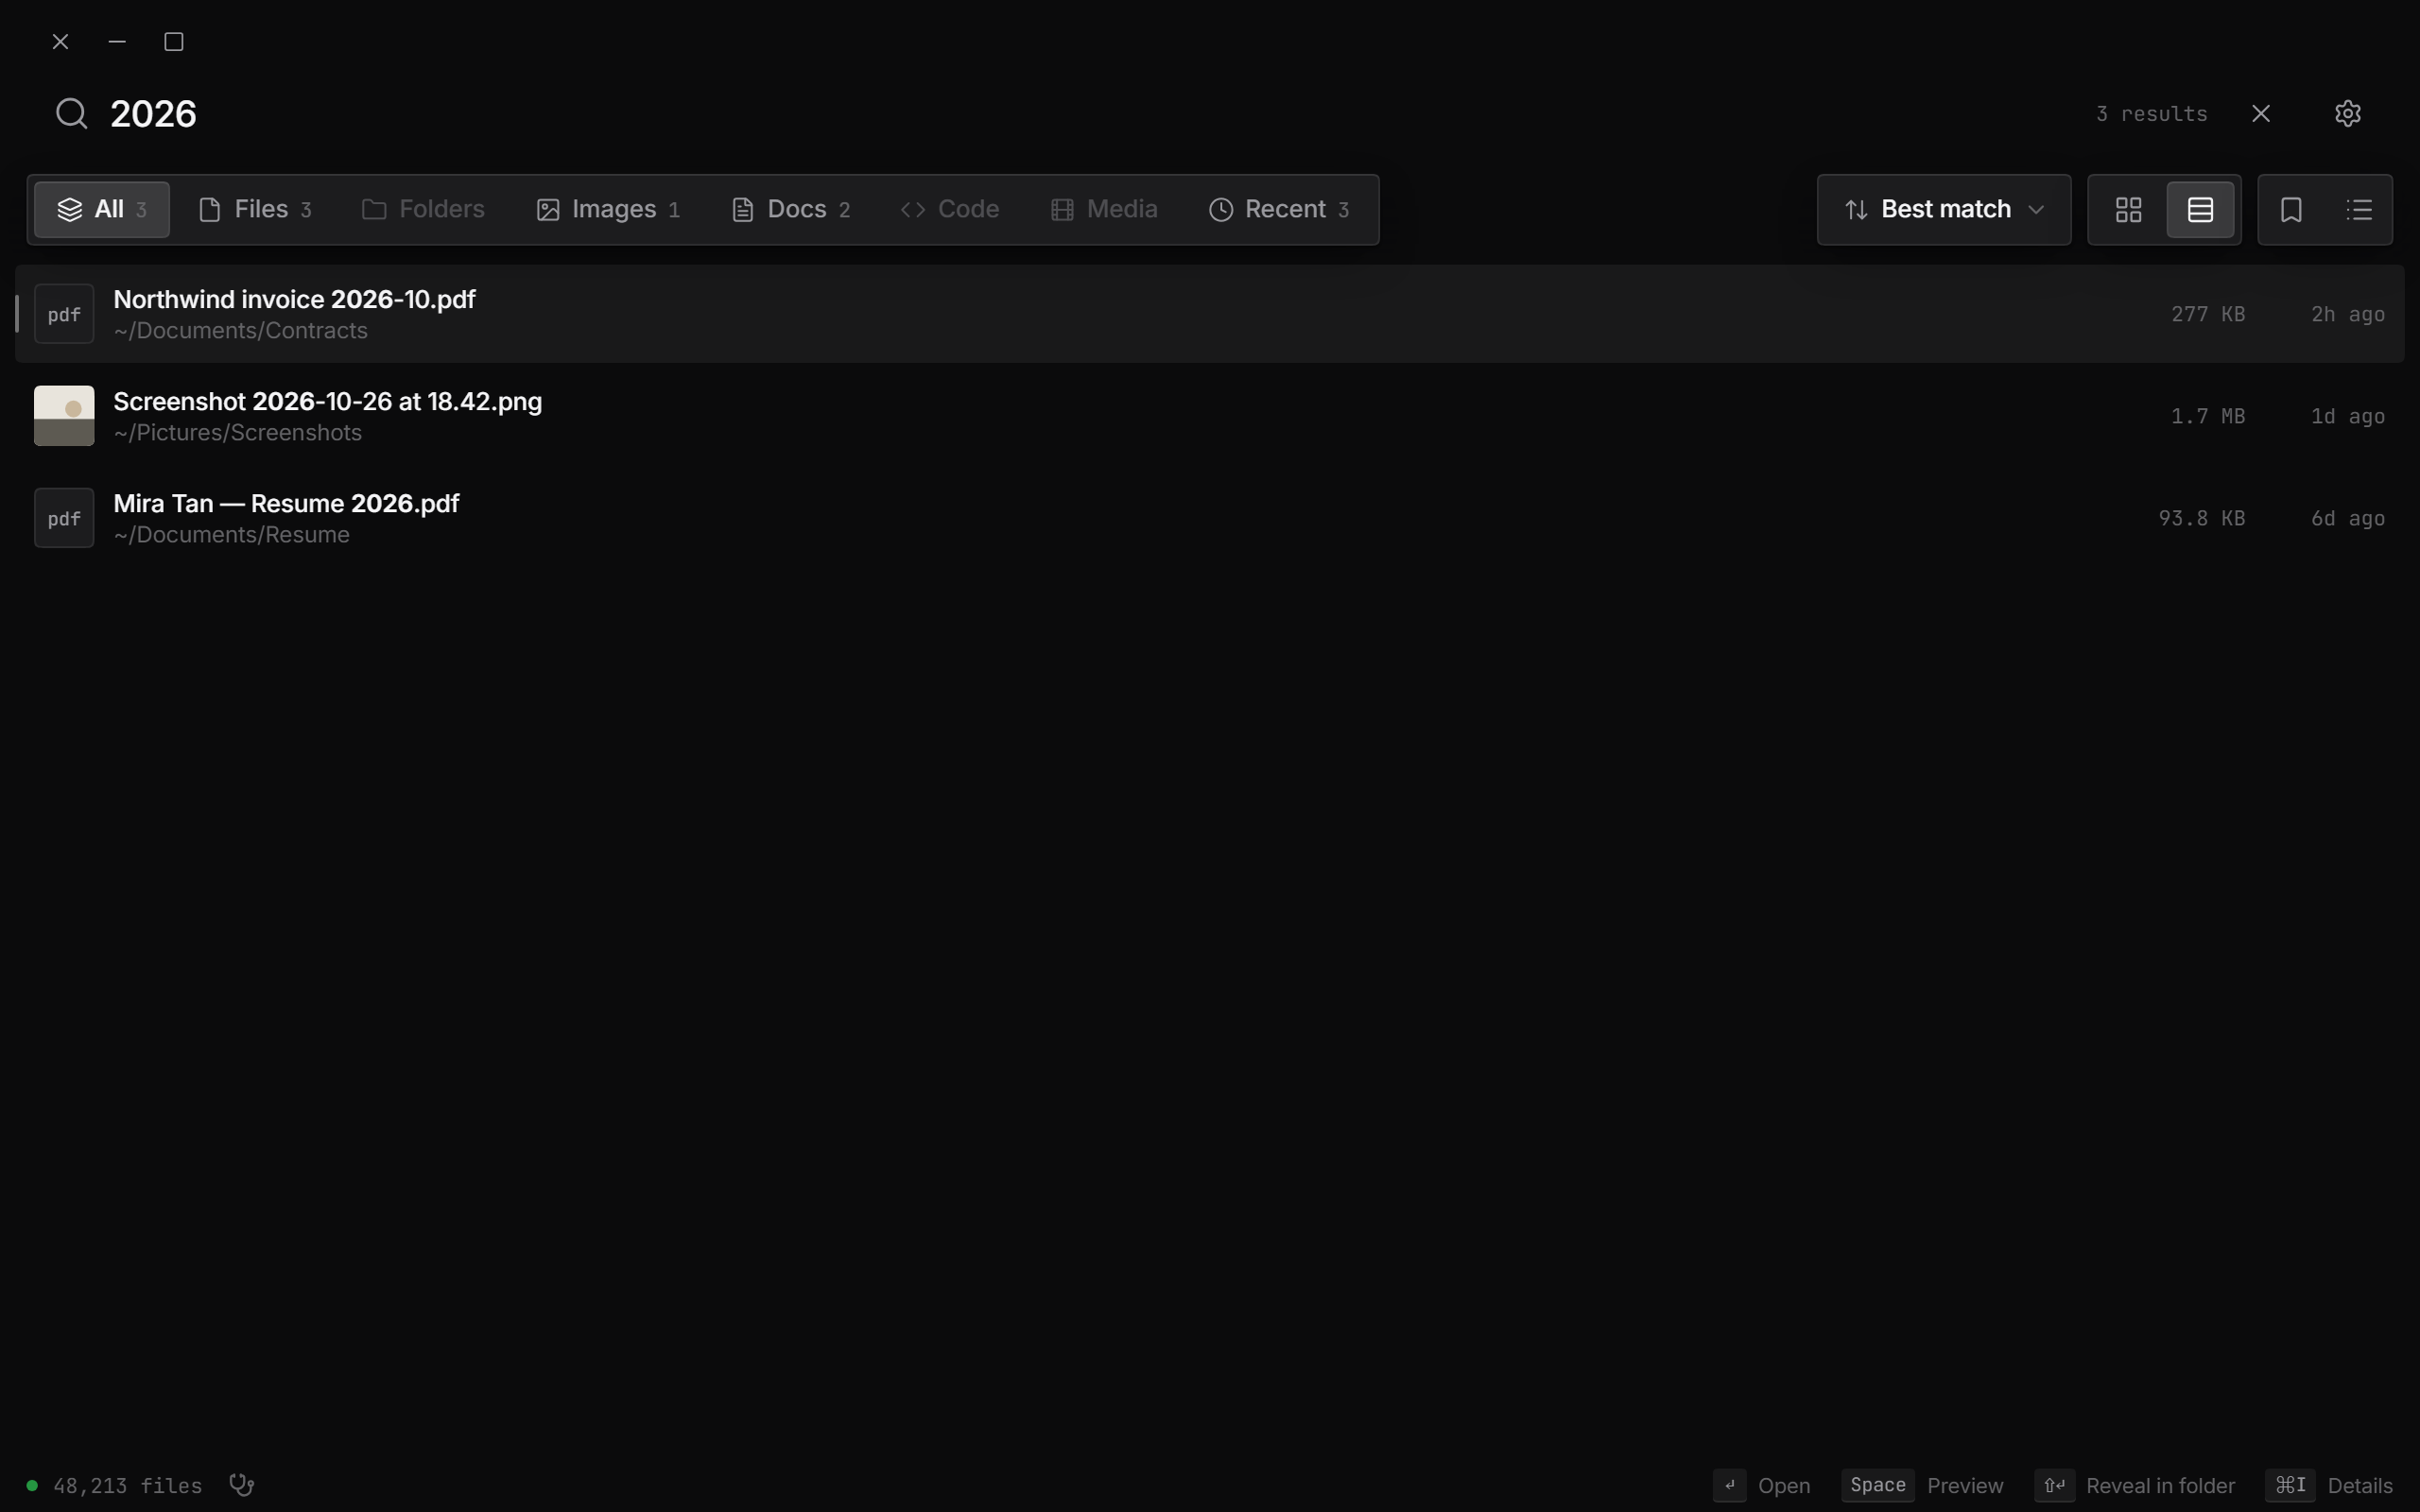 2026
3 results
All 3 Files 3 Folders Images 1 Docs 2 Code Media Recent 3 Best match
pdf Northwind invoice 2026-10.pdf 277 KB 2h ago
~/Documents/Contracts
Screenshot 2026-10-26 at 18.42.png 1.7 MB 1d ago
~/Pictures/Screenshots
pdf Mira Tan — Resume 2026.pdf 93.8 KB 6d ago
~/Documents/Resume
48,213 files ↵ Open Space Preview ⇧↵ Reveal in folder ⌘I Details